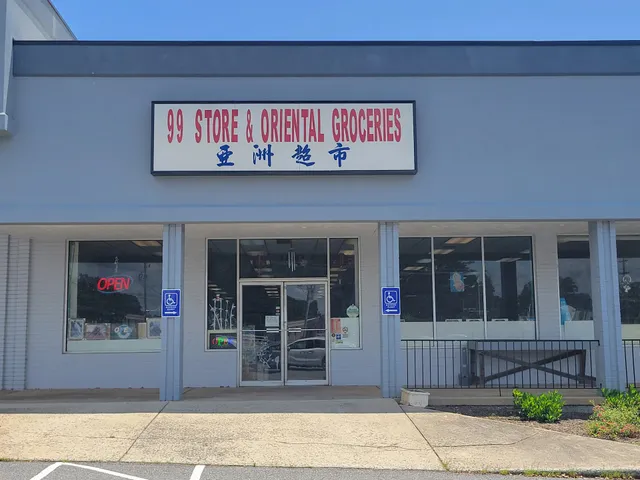 99 STORE & ORIENTAL GROCERIES
亚洲超市
OPEN